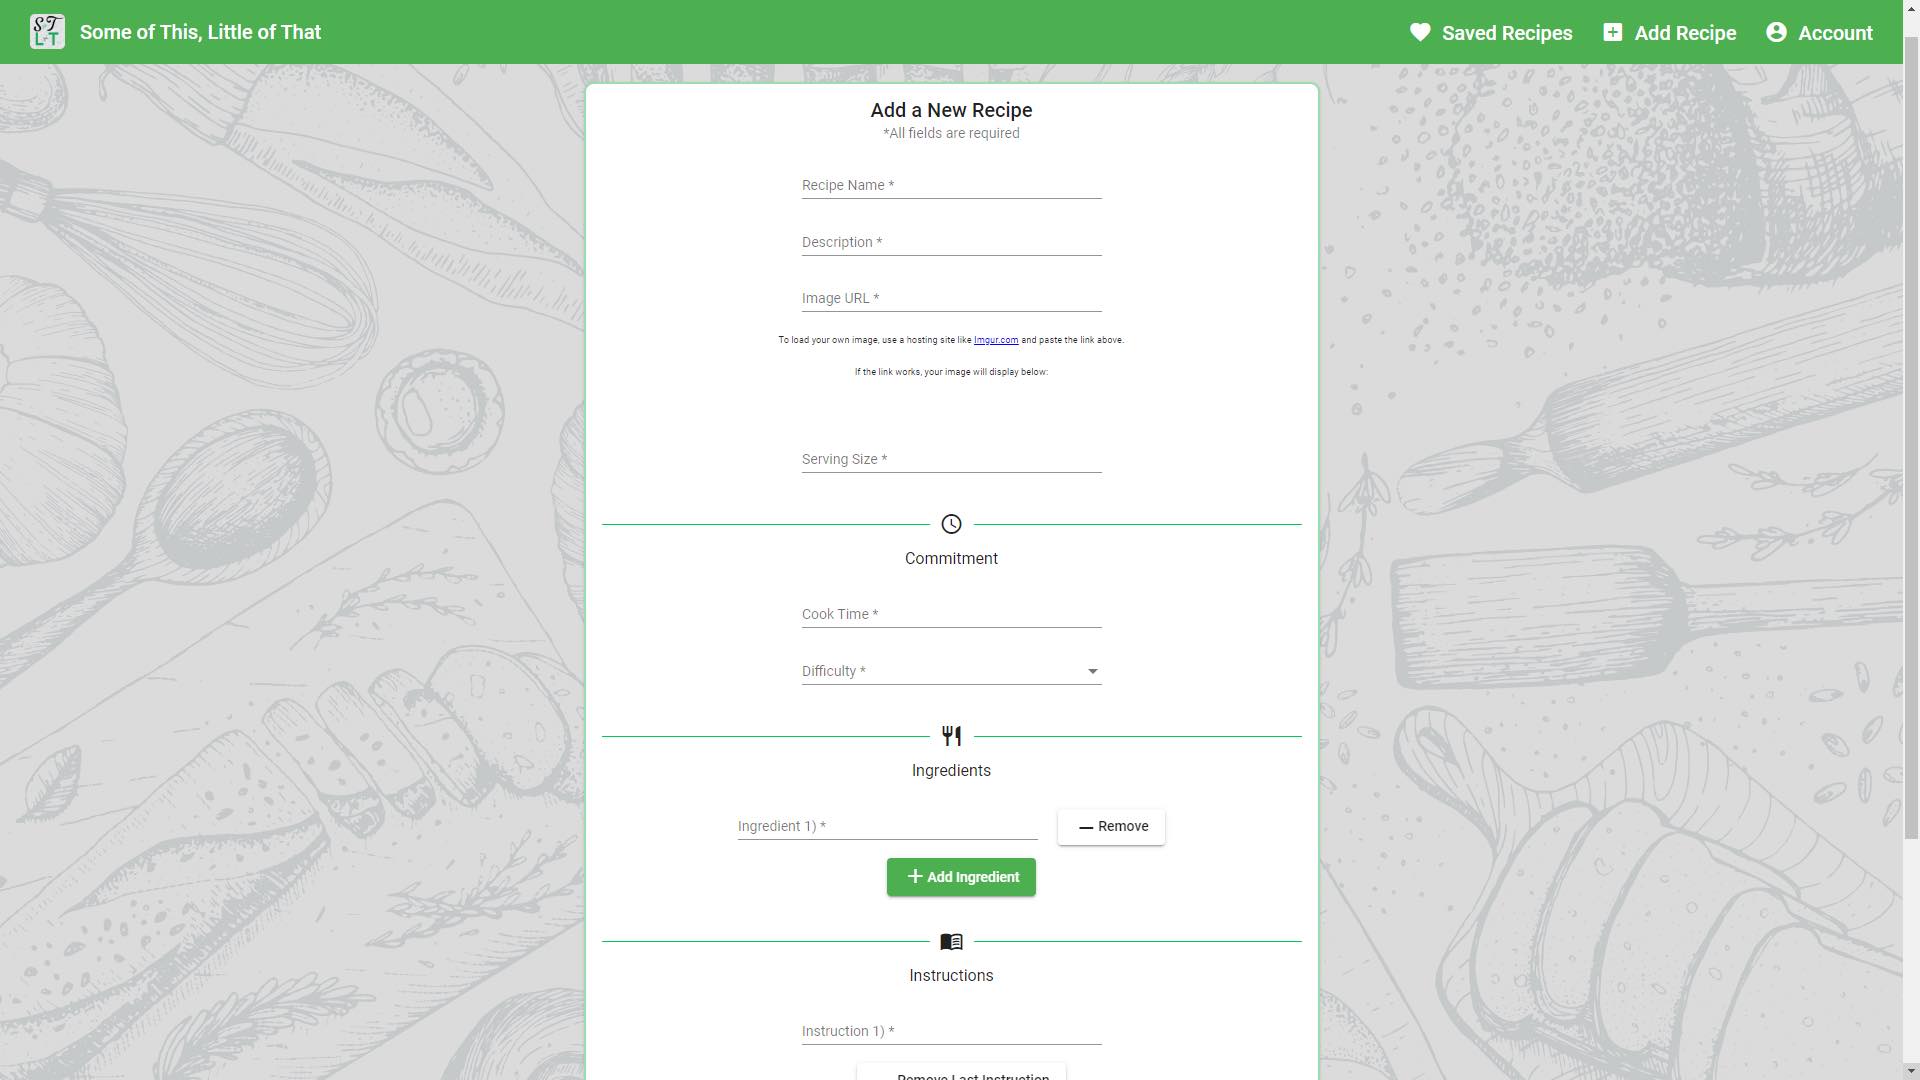 S T
L T
Some of This, Little of That
Saved Recipes
Add Recipe
Account
Add a New Recipe
*All fields are required
Recipe Name *
Description *
Image URL *
To load your own image, use a hosting site like Imgur.com and paste the link above.
If the link works, your image will display below:
Serving Size *
Commitment
Cook Time *
Difficulty *
Ingredients
Ingredient 1) *
Remove
Add Ingredient
Instructions
Instruction 1) *
Remove Last Instruction